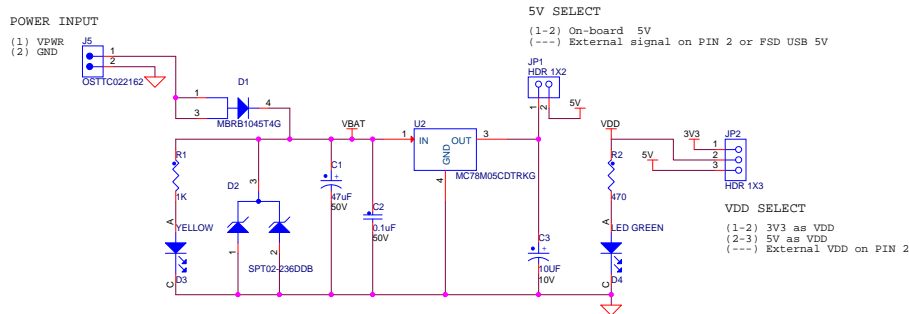 5V SELECT
(1-2) On-board 5V
(---) External signal on PIN 2 or FSD USB 5V
POWER INPUT
(1) VPWR
(2) GND
J5
1
2
OSTTC022162
D1
1
3
4
MBRB1045T4G
JP1
HDR 1X2
1
2
5V
VBAT
U2
1
IN
OUT
3
GND
4
MC78M05CDTRKG
VDD
R2
470
3V3
5V
JP2
1
2
3
HDR 1X3
R1
1K
D2
3
1
2
SPT02-236DDB
C1
47uF
50V
C2
0.1uF
50V
C3
10UF
10V
A
YELLOW
C
D3
A
LED GREEN
C
D4
VDD SELECT
(1-2) 3V3 as VDD
(2-3) 5V as VDD
(---) External VDD on PIN 2